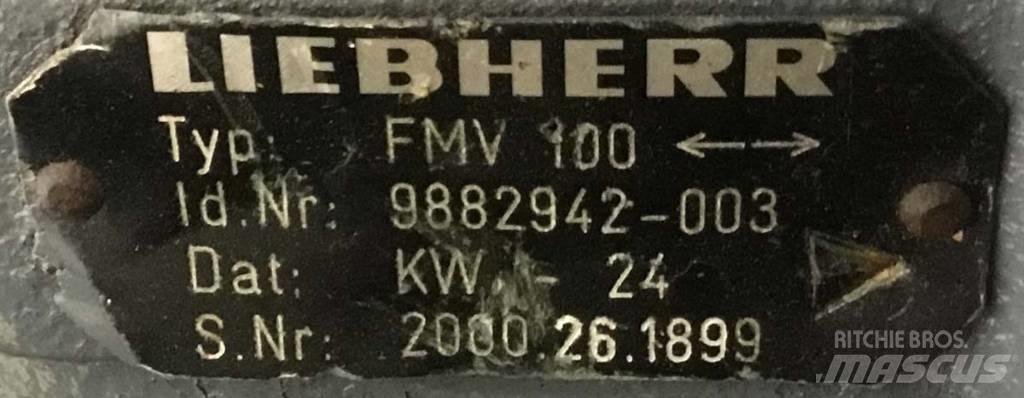 LIEBHERR
Typ: FMV 100 ←→
Id.Nr: 9882942-003
Dat: KW - 24
S.Nr: 2000.26.1899
RITCHIE BROS.
MASCUS